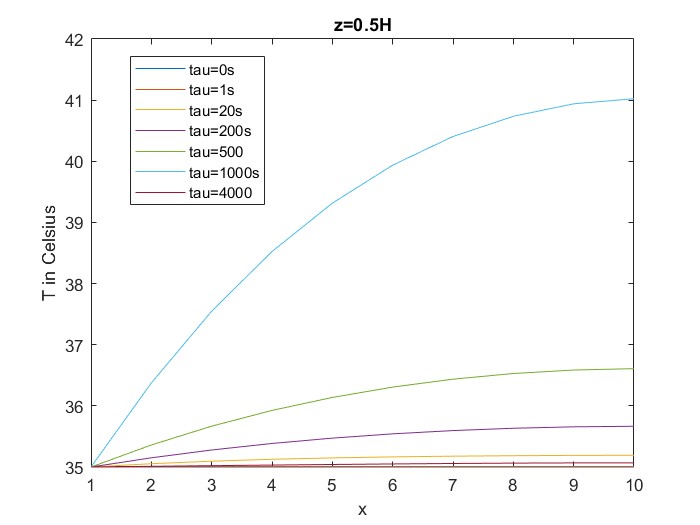 z=0.5H
42
41
40
39
38
37
36
35
T in Celsius
tau=0s
tau=1s
tau=20s
tau=200s
tau=500
tau=1000s
tau=4000
1 2 3 4 5 6 7 8 9 10
x